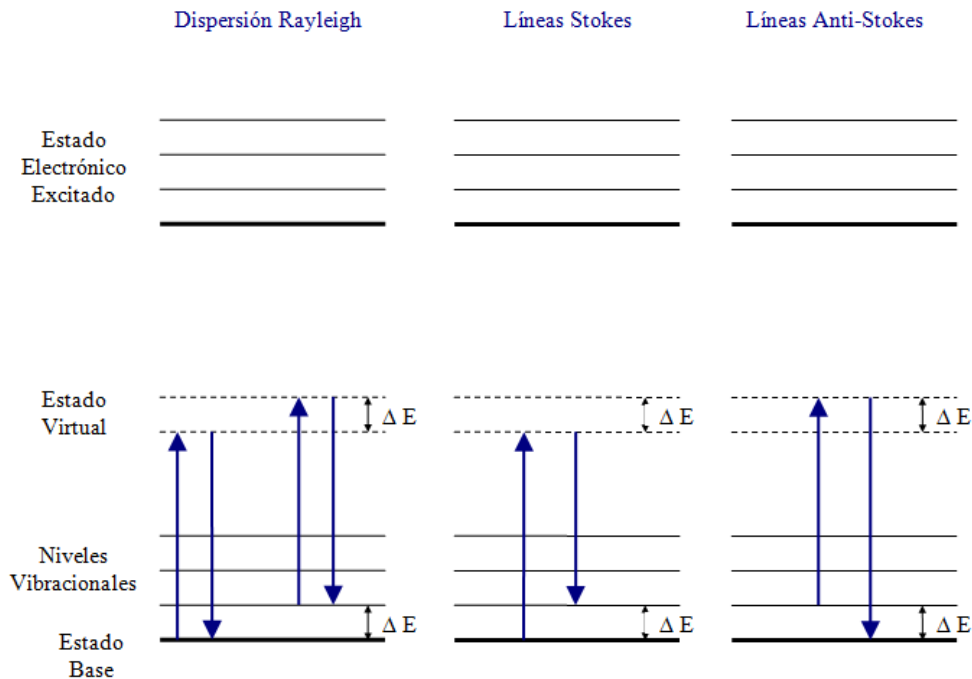 Dispersión Rayleigh
Líneas Stokes
Líneas Anti-Stokes
Estado
Electrónico
Excitado
Estado
Virtual
Δ E
Δ E
Δ E
Niveles
Vibracionales
Δ E
Δ E
Δ E
Estado
Base